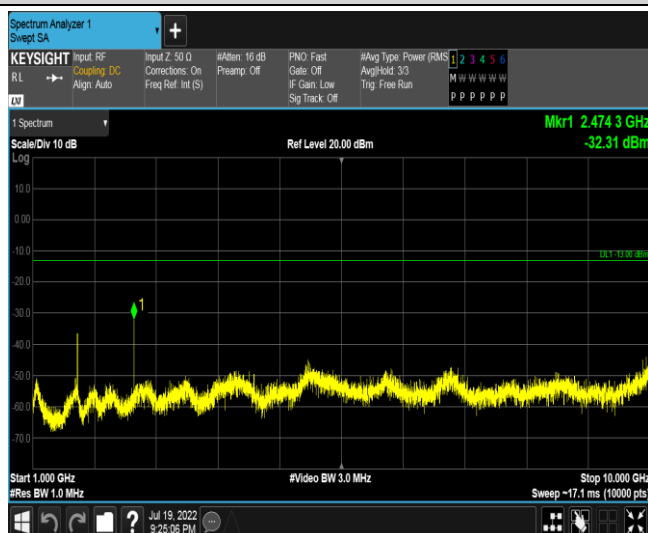 Spectrum Analyzer 1
Swept SA
+
KEYSIGHT Input: RF Input Z: 50 Ω #Atten: 16 dB PNO: Fast #Avg Type: Power (RMS 1 2 3 4 5 6
RL Coupling: DC Corrections: On Preamp: Off Gate: Off Avg|Hold: 3/3 M W W W W W
Align: Auto Freq Ref: Int (S) IF Gain: Low Trig: Free Run P P P P P P
LXI Sig Track: Off
1 Spectrum Mkr1 2.474 3 GHz
Scale/Div 10 dB Ref Level 20.00 dBm -32.31 dBm
Log
10.0
0.00
-10.0 DL1 -13.00 dBm
-20.0
-30.0 1
-40.0
-50.0
-60.0
-70.0
Start 1.000 GHz #Video BW 3.0 MHz Stop 10.000 GHz
#Res BW 1.0 MHz Sweep ~17.1 ms (10000 pts)
? Jul 19, 2022
9:25:06 PM